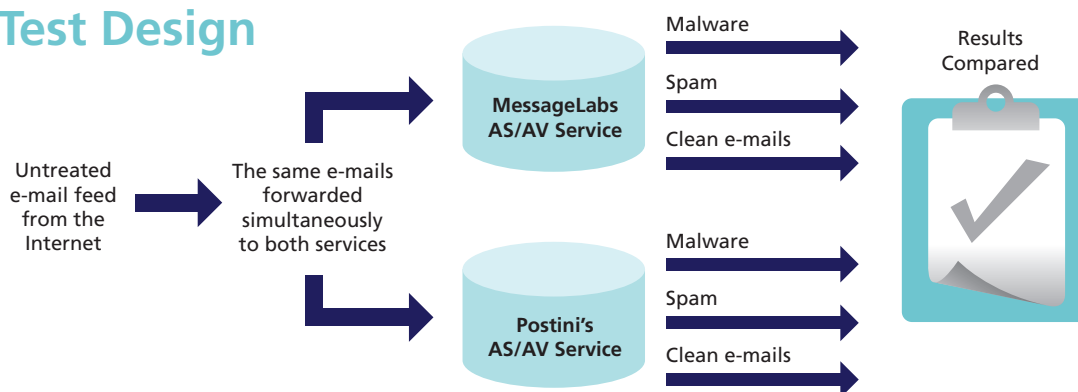 Test Design
Untreated
e-mail feed
from the
Internet
The same e-mails
forwarded
simultaneously
to both services
MessageLabs
AS/AV Service
Malware
Spam
Clean e-mails
Postini's
AS/AV Service
Malware
Spam
Clean e-mails
Results
Compared